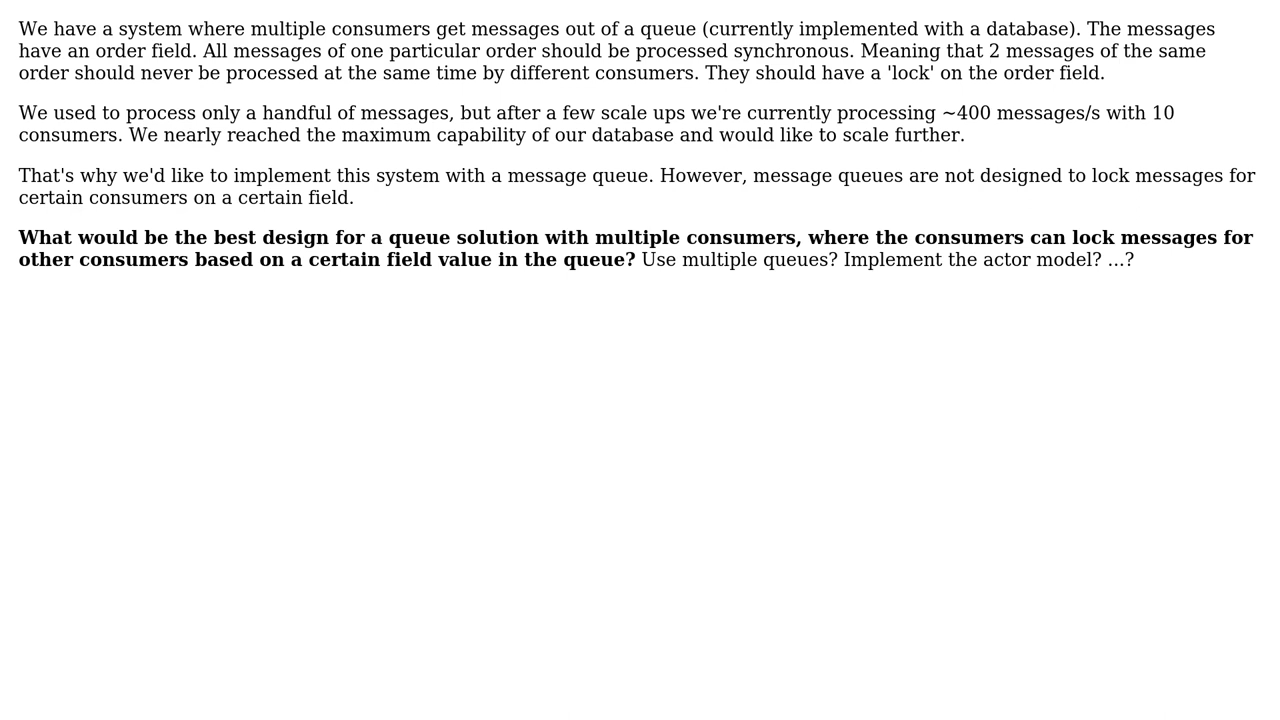 We have a system where multiple consumers get messages out of a queue (currently implemented with a database). The messages
have an order field. All messages of one particular order should be processed synchronous. Meaning that 2 messages of the same
order should never be processed at the same time by different consumers. They should have a 'lock' on the order field.
We used to process only a handful of messages, but after a few scale ups we're currently processing ~400 messages/s with 10
consumers. We nearly reached the maximum capability of our database and would like to scale further.
That's why we'd like to implement this system with a message queue. However, message queues are not designed to lock messages for
certain consumers on a certain field.
What would be the best design for a queue solution with multiple consumers, where the consumers can lock messages for
other consumers based on a certain field value in the queue? Use multiple queues? Implement the actor model? ...?